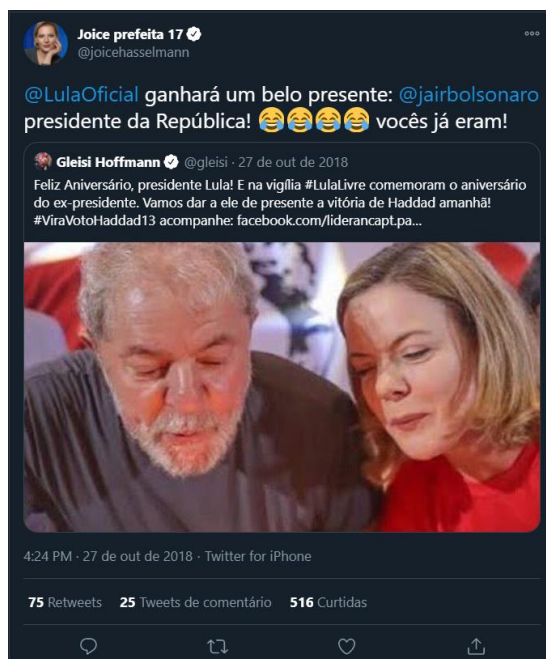 Joice prefeita 17
@joicehasselmann
@LulaOficial ganhará um belo presente: @jairbolsonaro
presidente da República! 😂😂😂😂 vocês já eram!
Gleisi Hoffmann @gleisi · 27 de out de 2018
Feliz Aniversário, presidente Lula! E na vigília #LulaLivre comemoram o aniversário
do ex-presidente. Vamos dar a ele de presente a vitória de Haddad amanhã!
#ViraVotoHaddad13 acompanhe: facebook.com/liderancapt.pa...
4:24 PM · 27 de out de 2018 · Twitter for iPhone
75 Retweets 25 Tweets de comentário 516 Curtidas